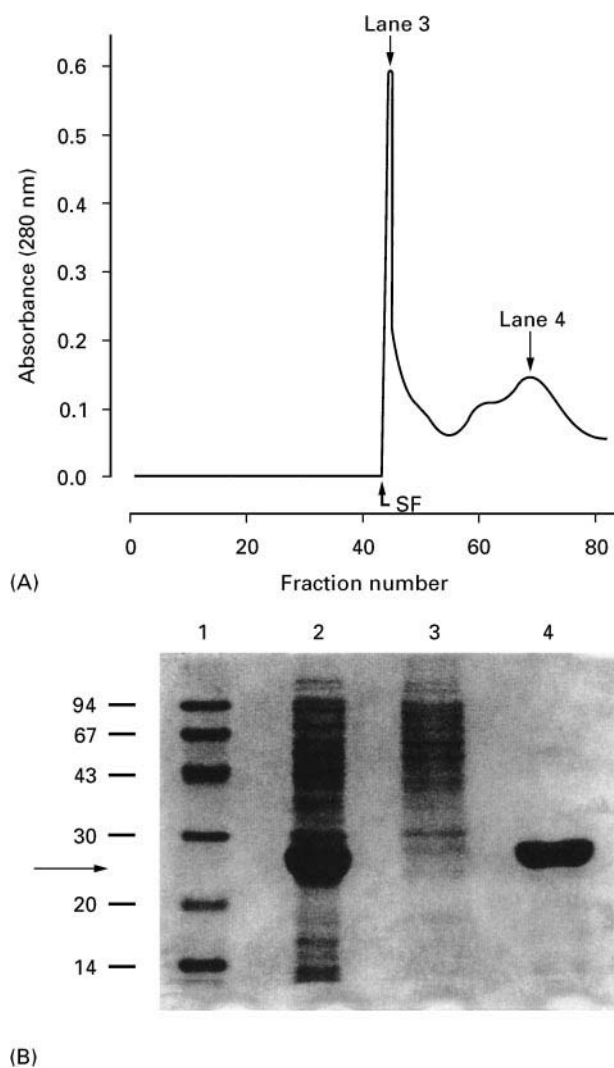 Lane 3
0.6
0.5
0.4
0.3
0.2
0.1
0.0
Absorbance (280 nm)
Lane 4
SF
0 20 40 60 80
Fraction number
(A)
1 2 3 4
94
67
43
30
20
14
(B)